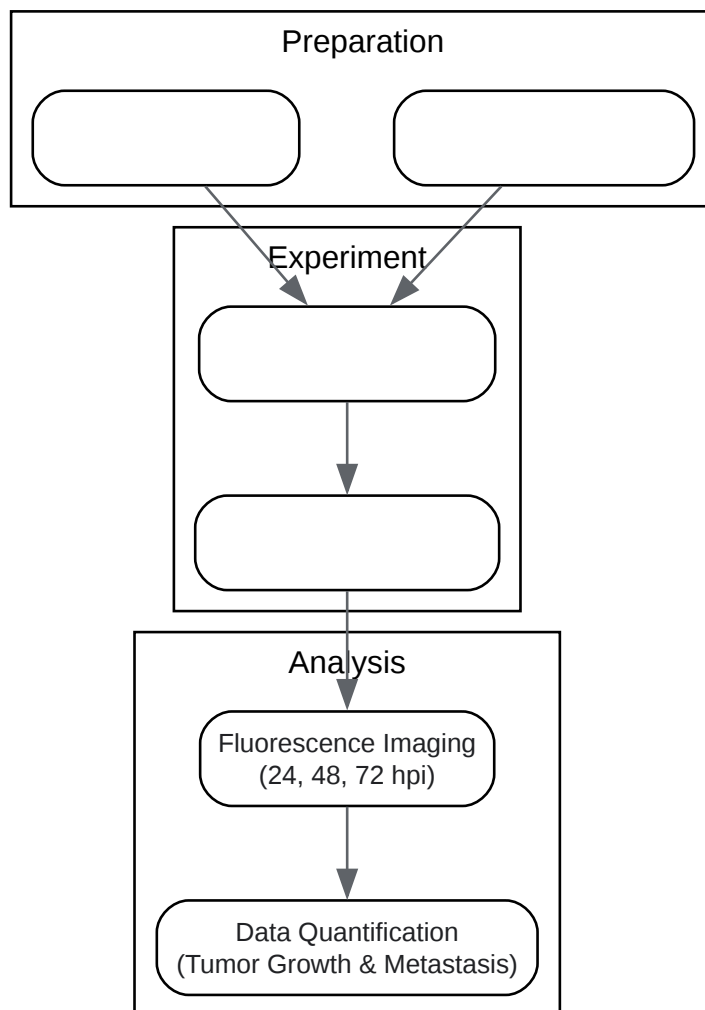 Preparation
Experiment
Analysis
Fluorescence Imaging
(24, 48, 72 hpi)
Data Quantification
(Tumor Growth & Metastasis)